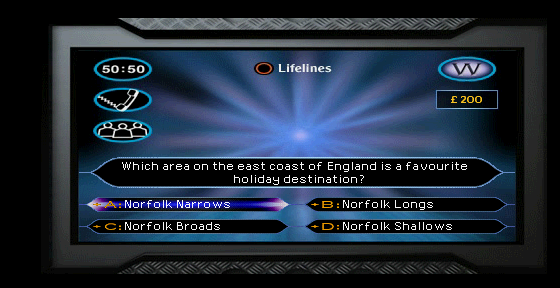 50:50
Lifelines
W
£200
Which area on the east coast of England is a favourite
holiday destination?
A: Norfolk Narrows
B: Norfolk Longs
C: Norfolk Broads
D: Norfolk Shallows